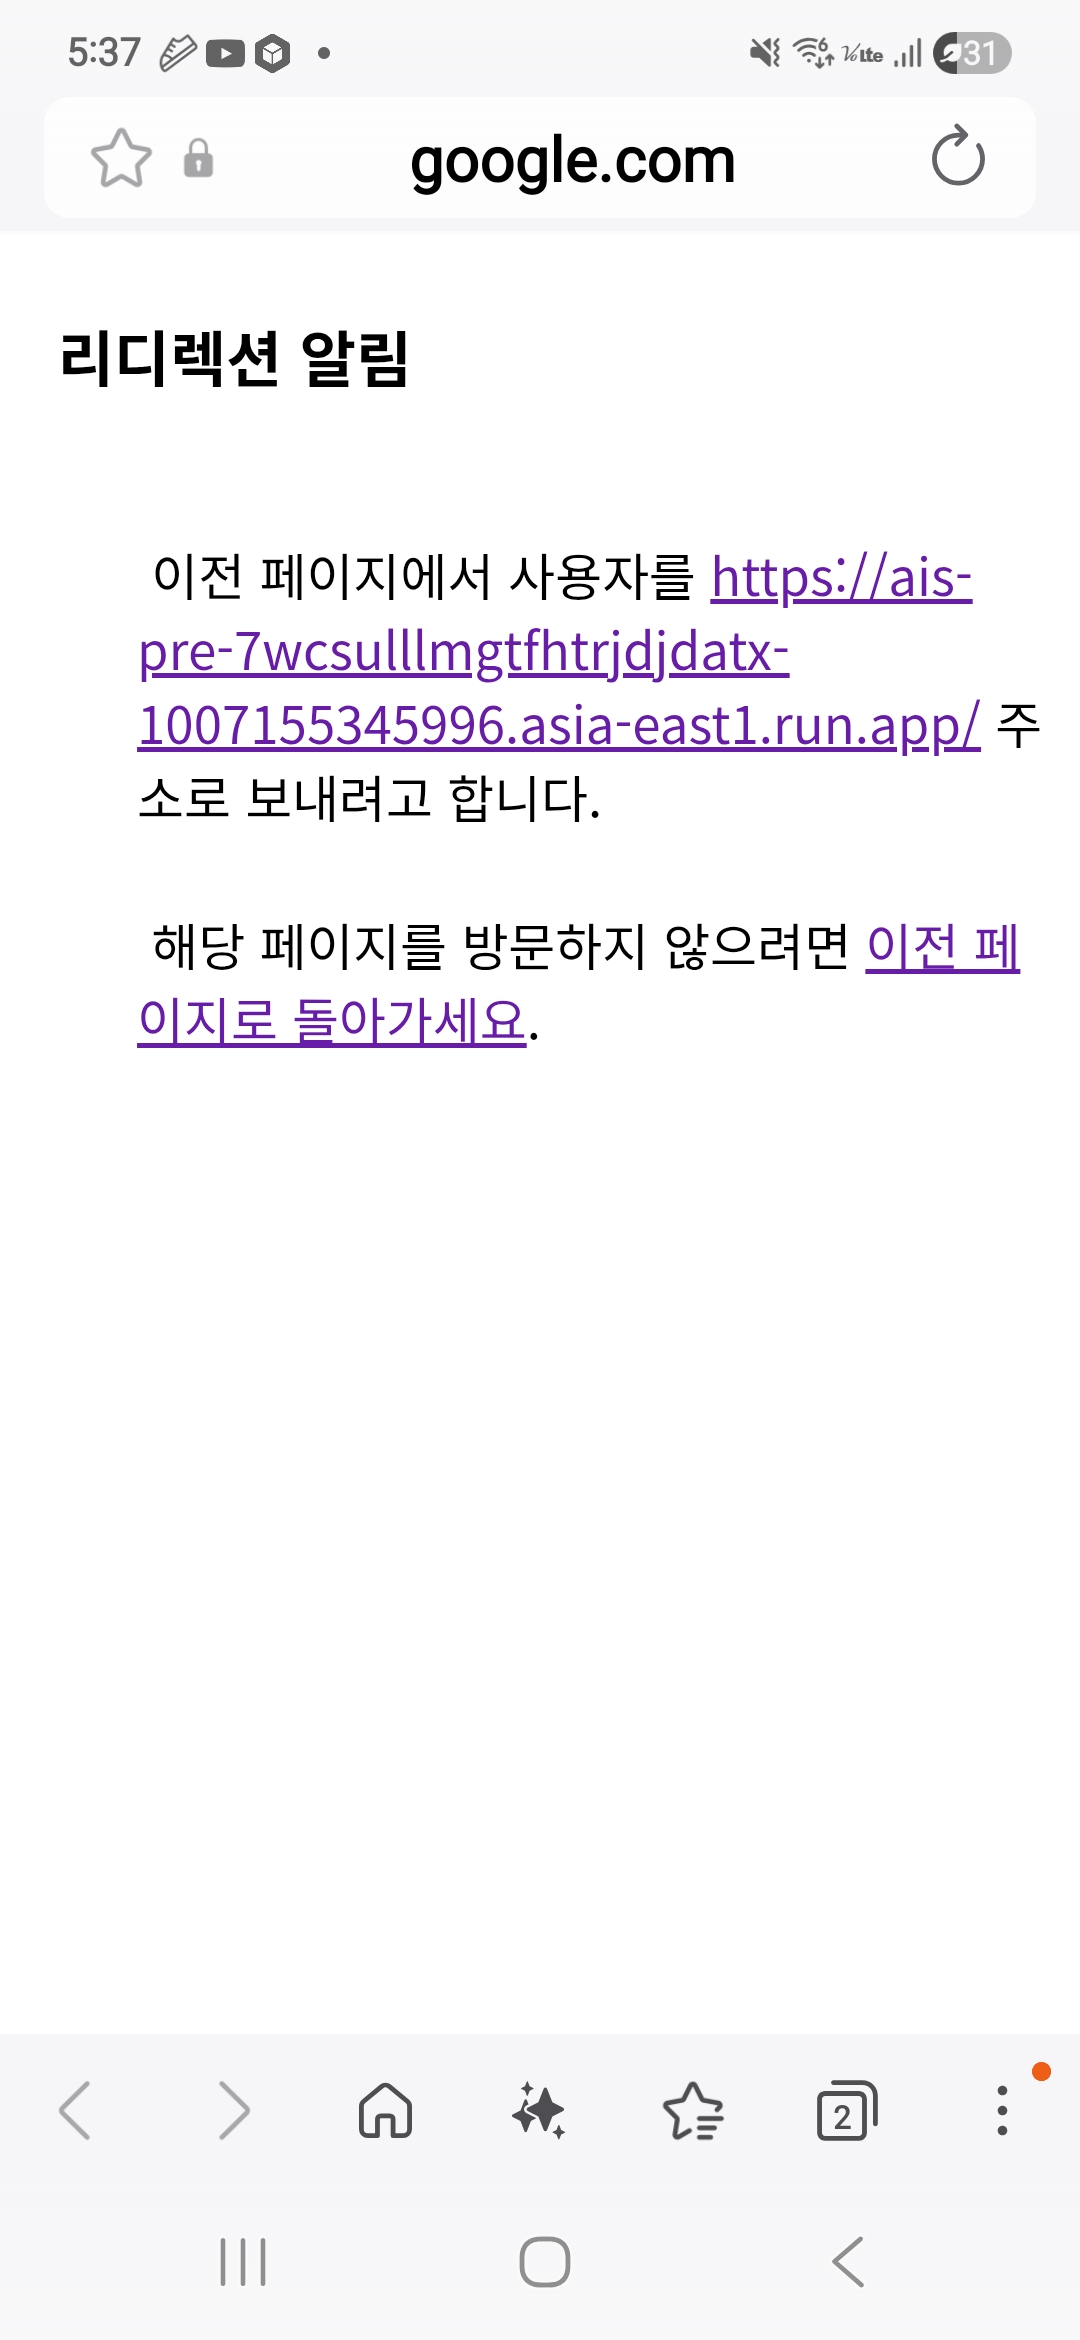 5:37
VoLte
31
google.com
리디렉션 알림
이전 페이지에서 사용자를 https://ais-
pre-7wcsulllmgtfhtrjdjdatx-
1007155345996.asia-east1.run.app/ 주
소로 보내려고 합니다.
해당 페이지를 방문하지 않으려면 이전 페
이지로 돌아가세요.
2